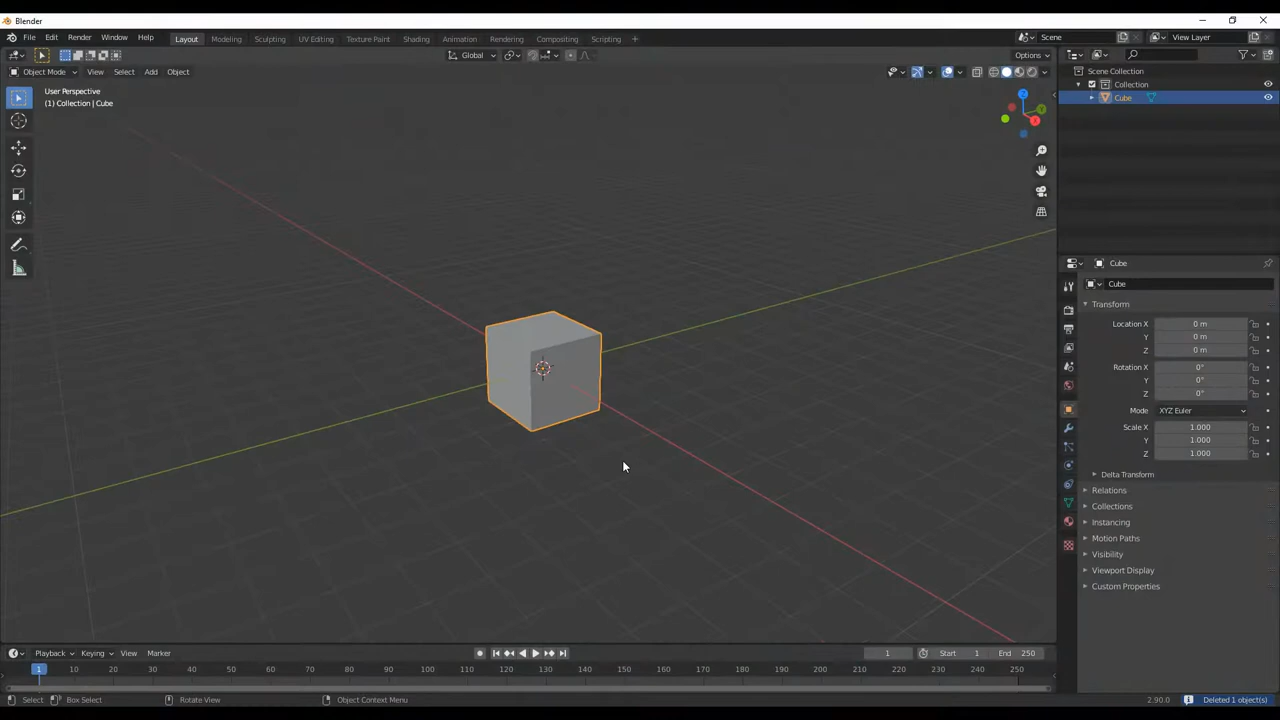 Blender
File Edit Render Window Help Layout Modeling Sculpting UV Editing Texture Paint Shading Animation Rendering Compositing Scripting + Scene View Layer
Global Options
Object Mode View Select Add Object
User Perspective
(1) Collection | Cube
Z
Y
X
Scene Collection
Collection
Cube
Cube
Cube
Transform
Location X 0 m
Y 0 m
Z 0 m
Rotation X 0°
Y 0°
Z 0°
Mode XYZ Euler
Scale X 1.000
Y 1.000
Z 1.000
Delta Transform
Relations
Collections
Instancing
Motion Paths
Visibility
Viewport Display
Custom Properties
Playback Keying View Marker 1 Start 1 End 250
1 10 20 30 40 50 60 70 80 90 100 110 120 130 140 150 160 170 180 190 200 210 220 230 240 250
Select Box Select Rotate View Object Context Menu 2.90.0 Deleted 1 object(s)